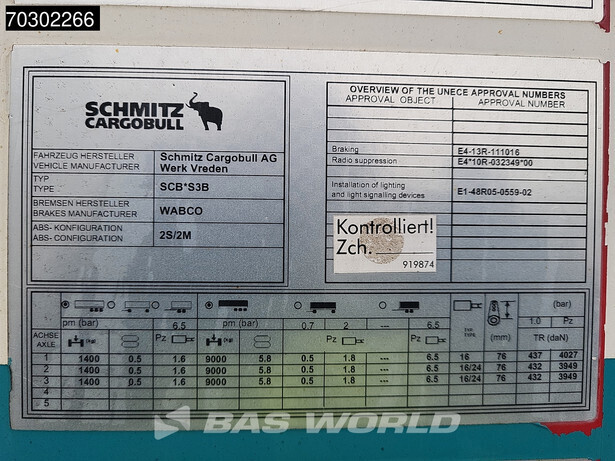 70302266
SCHMITZ
CARGOBULL
FAHRZEUG HERSTELLER
VEHICLE MANUFACTURER
Schmitz Cargobull AG
Werk Vreden
TYP
TYPE
SCB*S3B
BREMSEN HERSTELLER
BRAKES MANUFACTURER
WABCO
ABS- KONFIGURATION
ABS- CONFIGURATION
2S/2M
OVERVIEW OF THE UNECE APPROVAL NUMBERS
APPROVAL OBJECT APPROVAL NUMBER
Braking E4-13R-111016
Radio suppression E4*10R-032349*00
Installation of lighting
and light signalling devices
E1-48R05-0559-02
Kontrolliert!
Zch.
919874
(bar)
pm (bar) 6.5 pm (bar) 0.7 2 --- 6.5 TYP TYPE 1.0 Pz
ACHSE
AXLE
Pz Pz (mm) TR (daN)
1 1400 0.5 1.6 9000 5.8 0.5 1.8 --- 6.5 16 76 437 4027
2 1400 0.5 1.6 9000 5.8 0.5 1.8 --- 6.5 16/24 76 432 3949
3 1400 0.5 1.6 9000 5.8 0.5 1.8 --- 6.5 16/24 76 432 3949
4
5
BAS WORLD
www.basworld.com